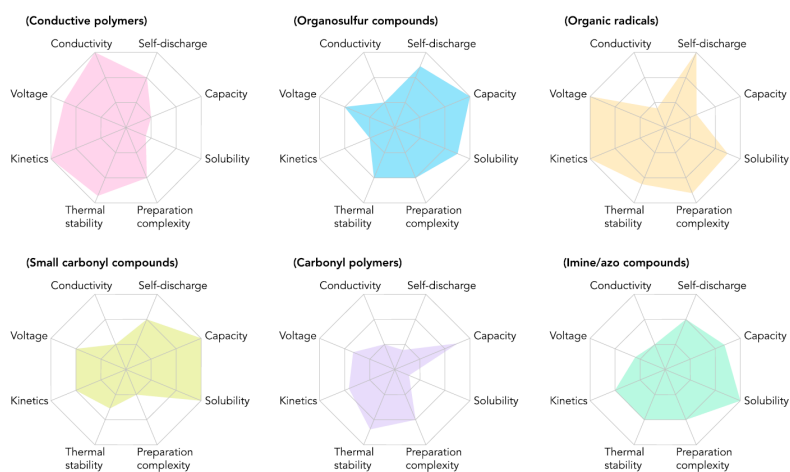 (Conductive polymers)
Conductivity
Self-discharge
Voltage
Capacity
Kinetics
Solubility
Thermal
stability
Preparation
complexity
(Organosulfur compounds)
Conductivity
Self-discharge
Voltage
Capacity
Kinetics
Solubility
Thermal
stability
Preparation
complexity
(Organic radicals)
Conductivity
Self-discharge
Voltage
Capacity
Kinetics
Solubility
Thermal
stability
Preparation
complexity
(Small carbonyl compounds)
Conductivity
Self-discharge
Voltage
Capacity
Kinetics
Solubility
Thermal
stability
Preparation
complexity
(Carbonyl polymers)
Conductivity
Self-discharge
Voltage
Capacity
Kinetics
Solubility
Thermal
stability
Preparation
complexity
(Imine/azo compounds)
Conductivity
Self-discharge
Voltage
Capacity
Kinetics
Solubility
Thermal
stability
Preparation
complexity